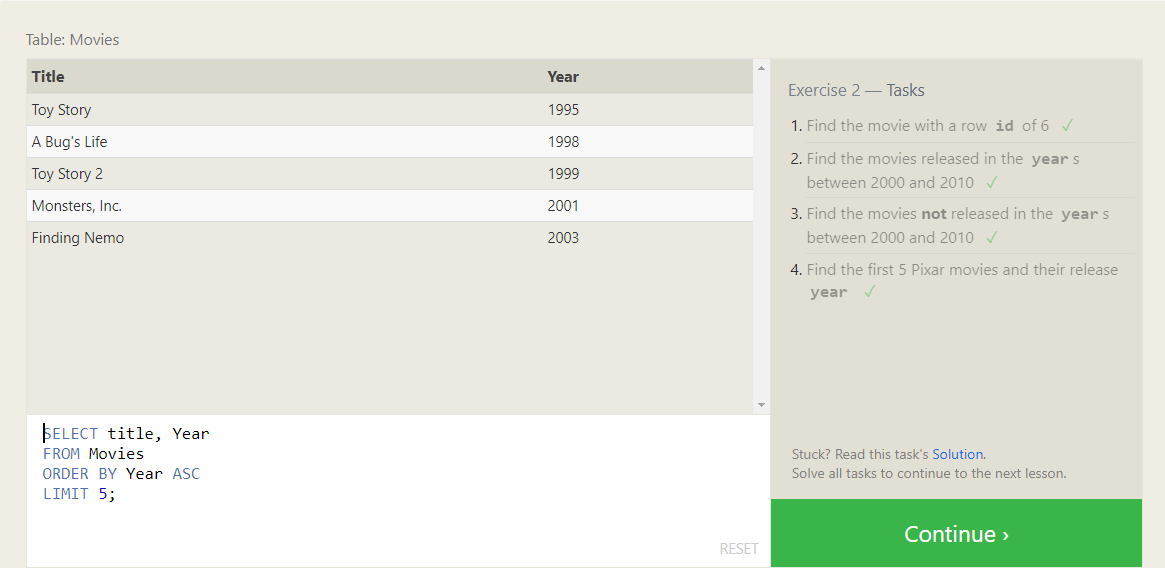 Table: Movies
Title Year
Toy Story 1995
A Bug's Life 1998
Toy Story 2 1999
Monsters, Inc. 2001
Finding Nemo 2003
SELECT title, Year
FROM Movies
ORDER BY Year ASC
LIMIT 5;
RESET
Exercise 2 — Tasks
1. Find the movie with a row id of 6 ✓
2. Find the movies released in the year s
between 2000 and 2010 ✓
3. Find the movies not released in the year s
between 2000 and 2010 ✓
4. Find the first 5 Pixar movies and their release
year ✓
Stuck? Read this task's Solution.
Solve all tasks to continue to the next lesson.
Continue ›